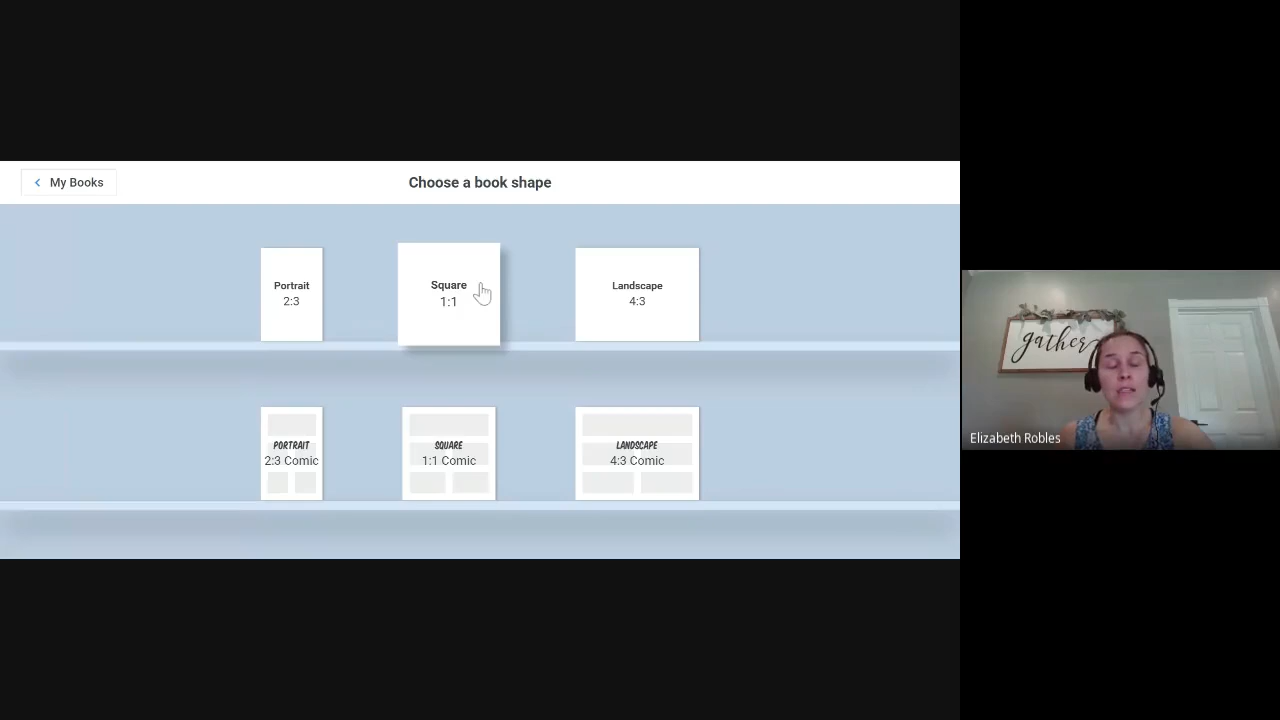 My Books
Choose a book shape
Portrait
2:3
Square
1:1
Landscape
4:3
PORTRAIT
2:3 Comic
SQUARE
1:1 Comic
LANDSCAPE
4:3 Comic
gather
Elizabeth Robles